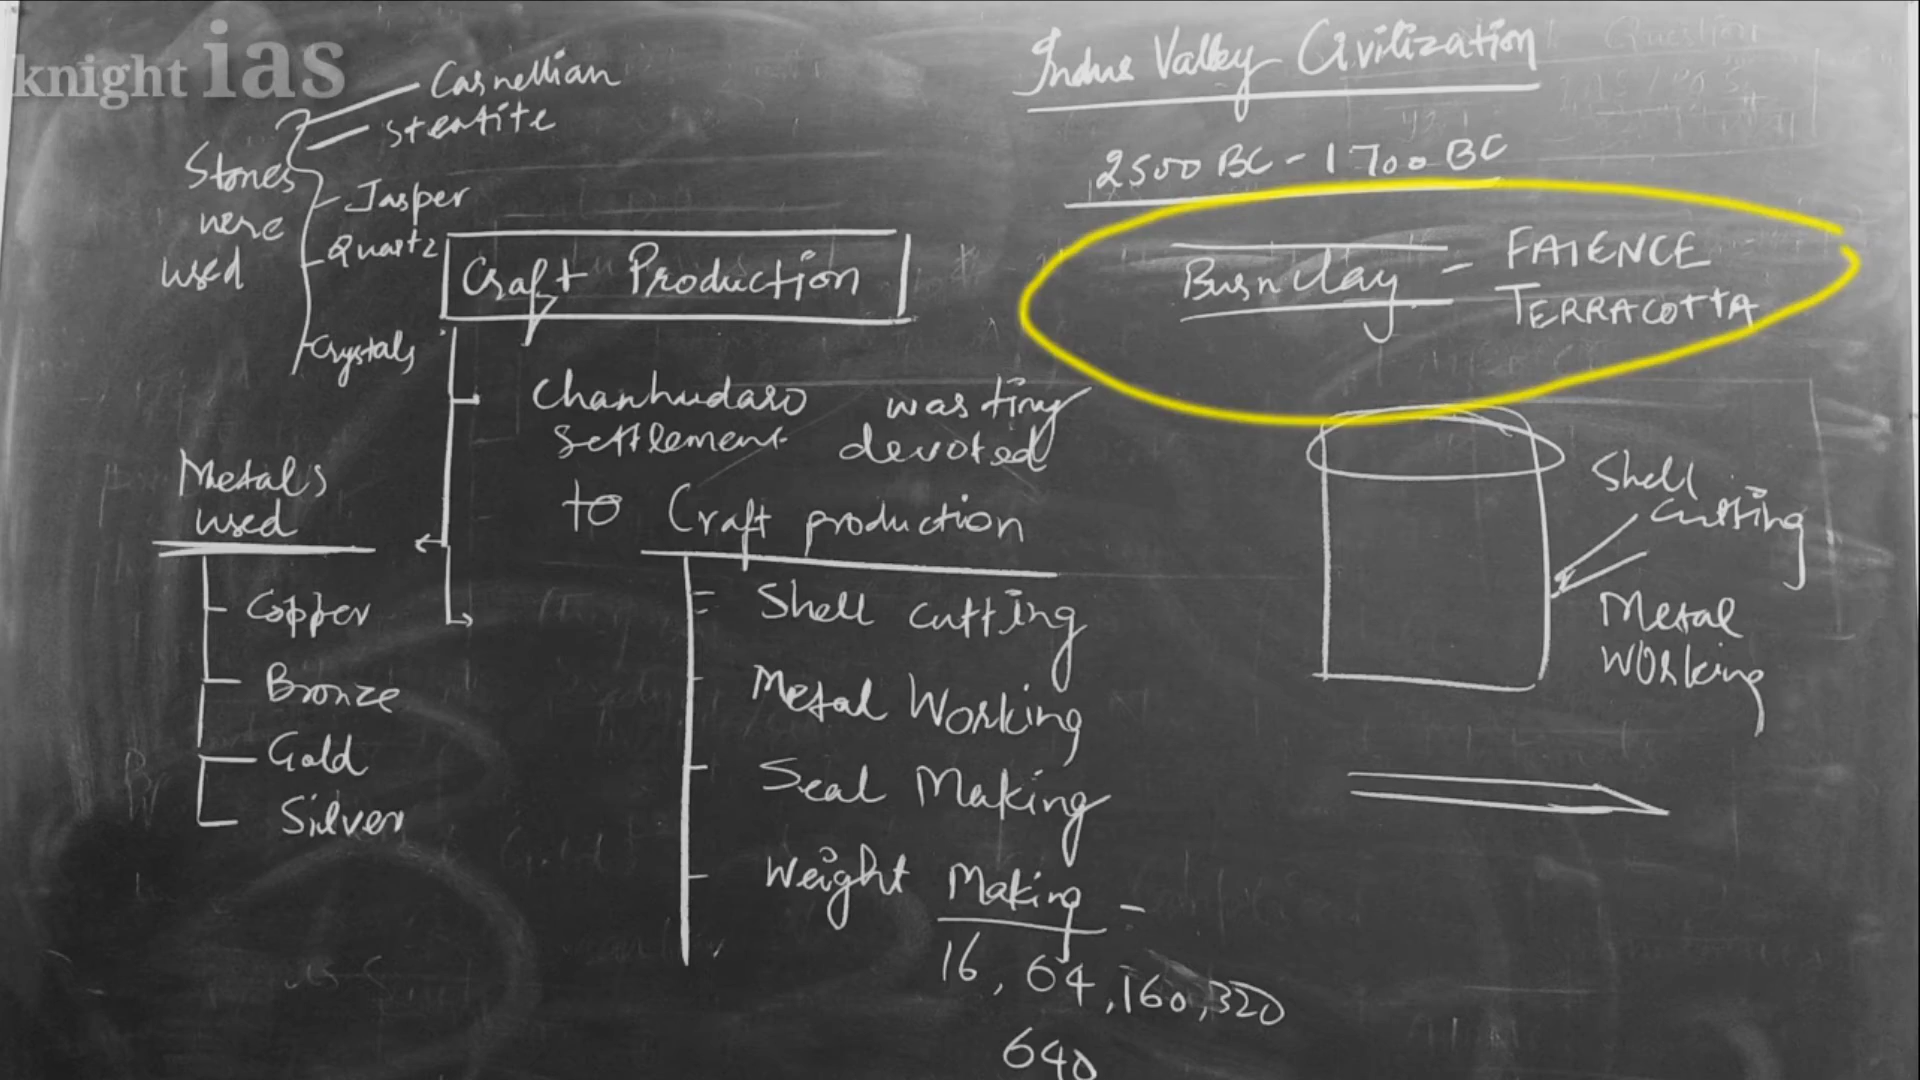 knight ias
Indus Valley Civilization
2500 BC - 1700 BC
Burn Clay - FAIENCE
TERRACOTTA
Stones were used
Carnellian
Steatite
Jasper
Quartz
Crystals
Craft Production
Chanhudaro was tiny
settlement devoted
to Craft production
Shell cutting
Metal Working
Seal Making
Weight Making -
16, 64, 160, 320
640
Metals
used
Copper
Bronze
Gold
Silver
Shell
Cutting
Metal
Working